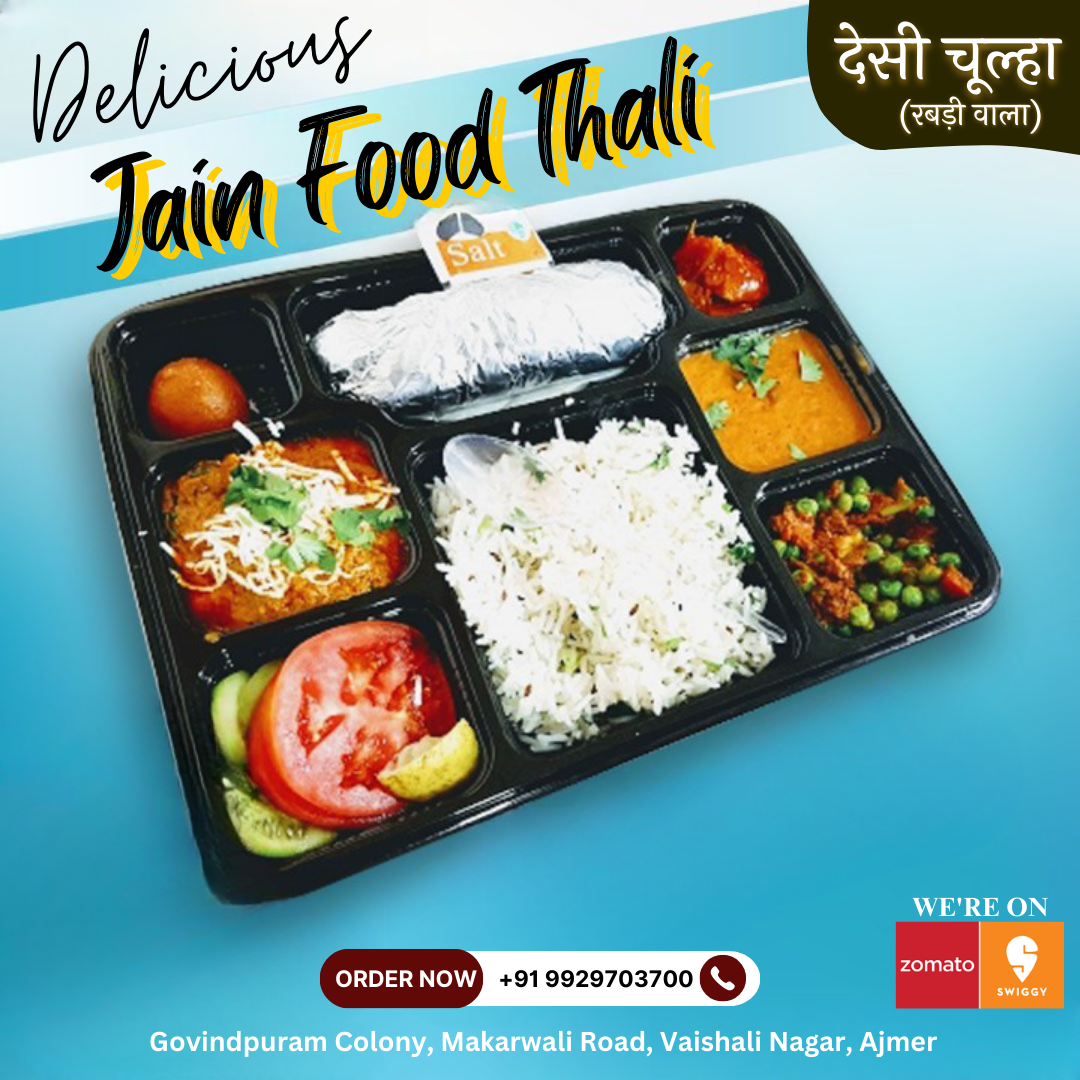 Delicious
Jain Food Thali
देसी चूल्हा
(रबड़ी वाला)
Salt
WE'RE ON
zomato
SWIGGY
ORDER NOW
+91 9929703700
Govindpuram Colony, Makarwali Road, Vaishali Nagar, Ajmer